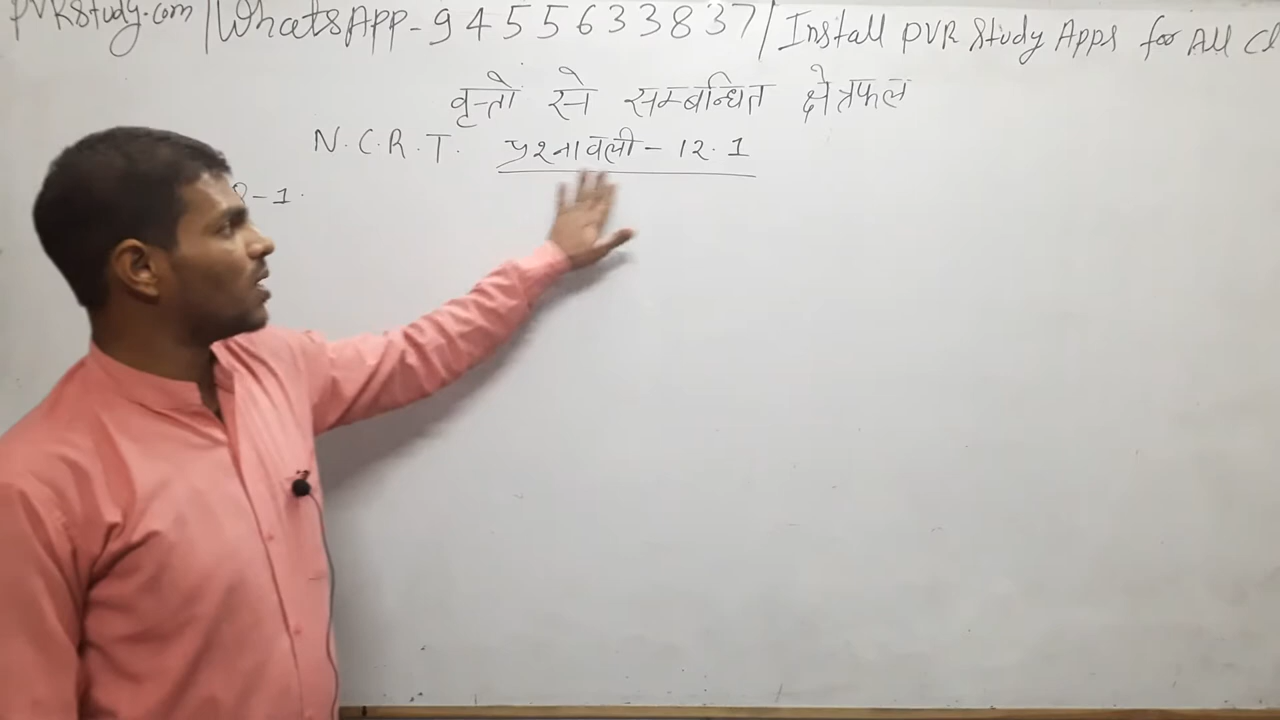 PVRStudy.com | WhatsApp - 9455633837 | Install PVR Study Apps for All Cl
वृत्तों से सम्बन्धित क्षेत्रफल
N.C.R.T. प्रश्नावली - 12.1
-1.